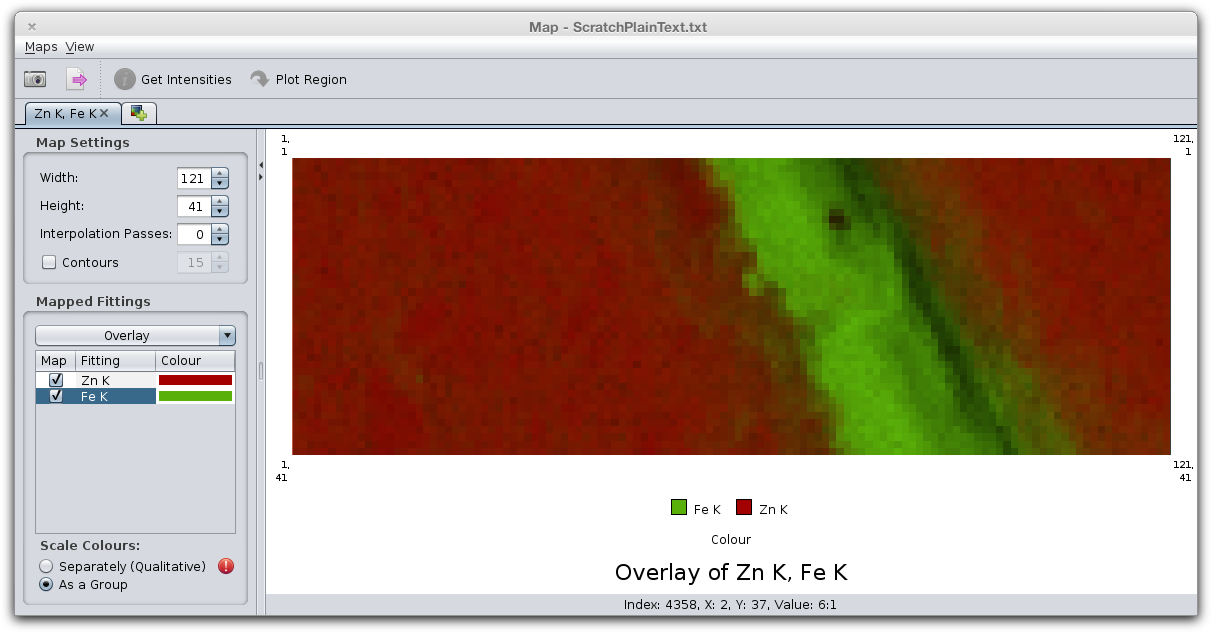 Map - ScratchPlainText.txt
Maps View
Get Intensities Plot Region
Zn K, Fe K
Map Settings
Width: 121
Height: 41
Interpolation Passes: 0
Contours 15
Mapped Fittings
Overlay
Map Fitting Colour
Zn K
Fe K
Scale Colours:
Separately (Qualitative)
As a Group
1,
1
121,
1
1,
41
121,
41
Fe K Zn K
Colour
Overlay of Zn K, Fe K
Index: 4358, X: 2, Y: 37, Value: 6:1